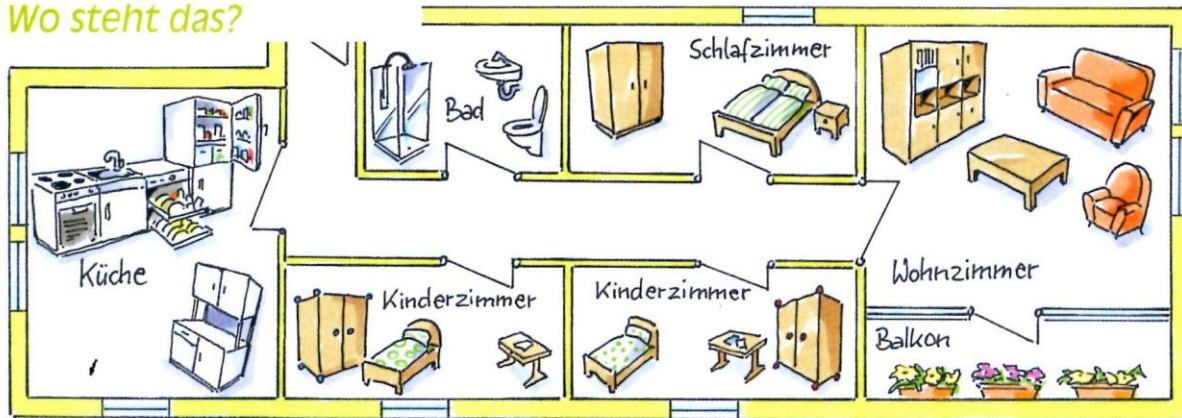 Wo steht das?
Schlafzimmer
Bad
Küche
Kinderzimmer
Kinderzimmer
Wohnzimmer
Balkon